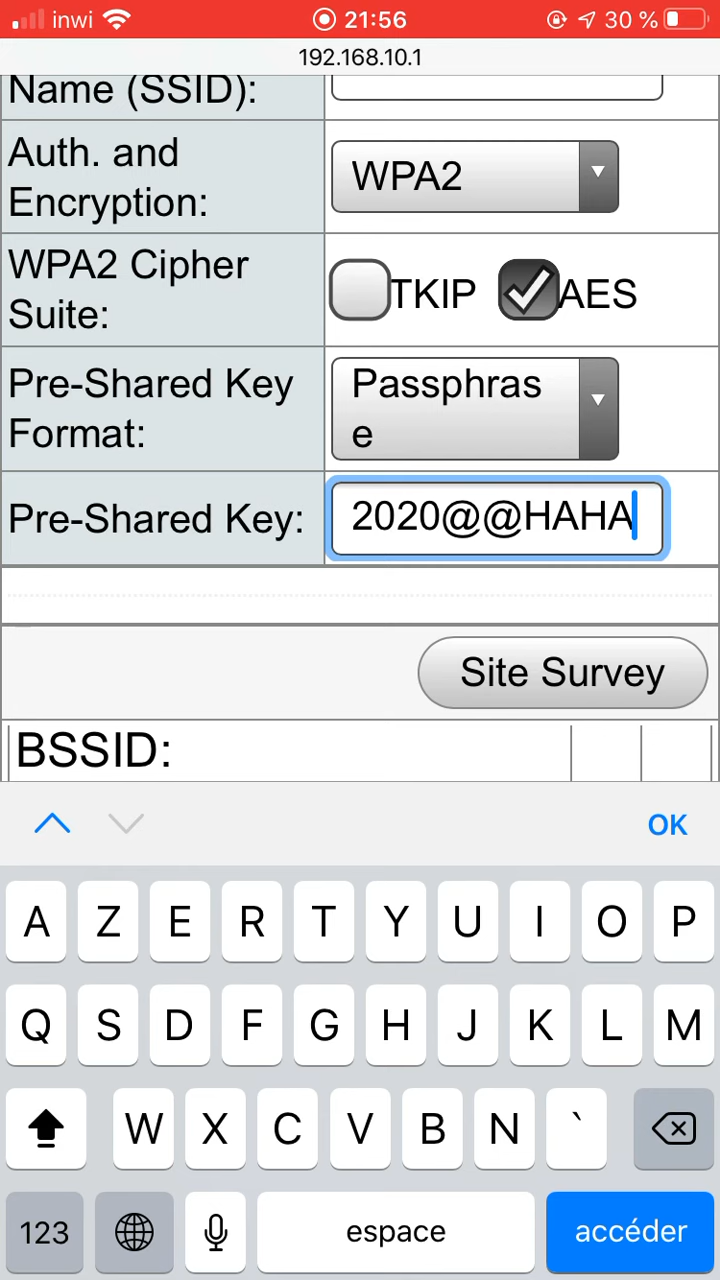 inwi 21:56 30 %
192.168.10.1
Name (SSID):
Auth. and
Encryption:
WPA2
WPA2 Cipher
Suite:
TKIP AES
Pre-Shared Key
Format:
Passphras
e
Pre-Shared Key:
2020@@HAHA
Site Survey
BSSID:
OK
A Z E R T Y U I O P
Q S D F G H J K L M
W X C V B N `
123 espace accéder